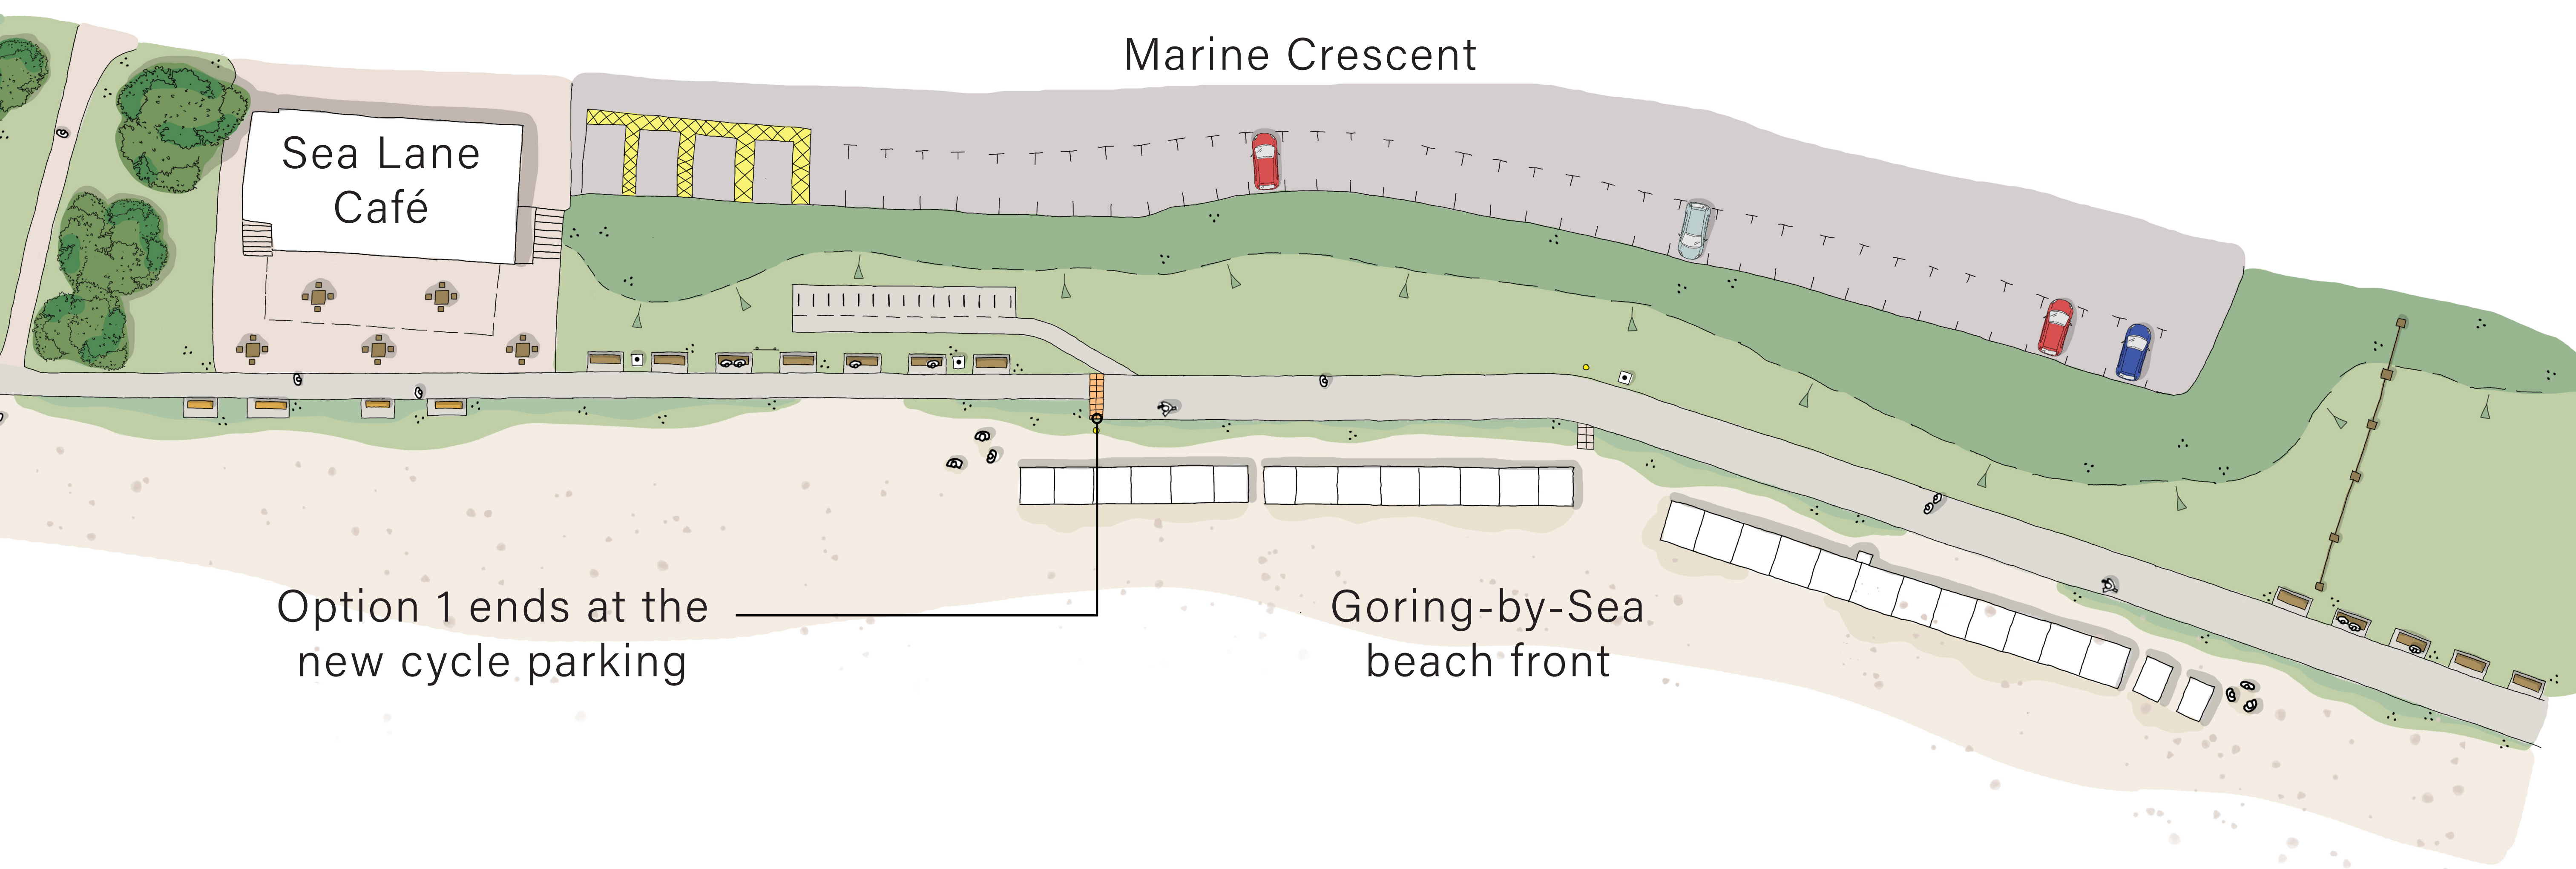 Marine Crescent
Sea Lane
Café
Option 1 ends at the
new cycle parking
Goring-by-Sea
beach front